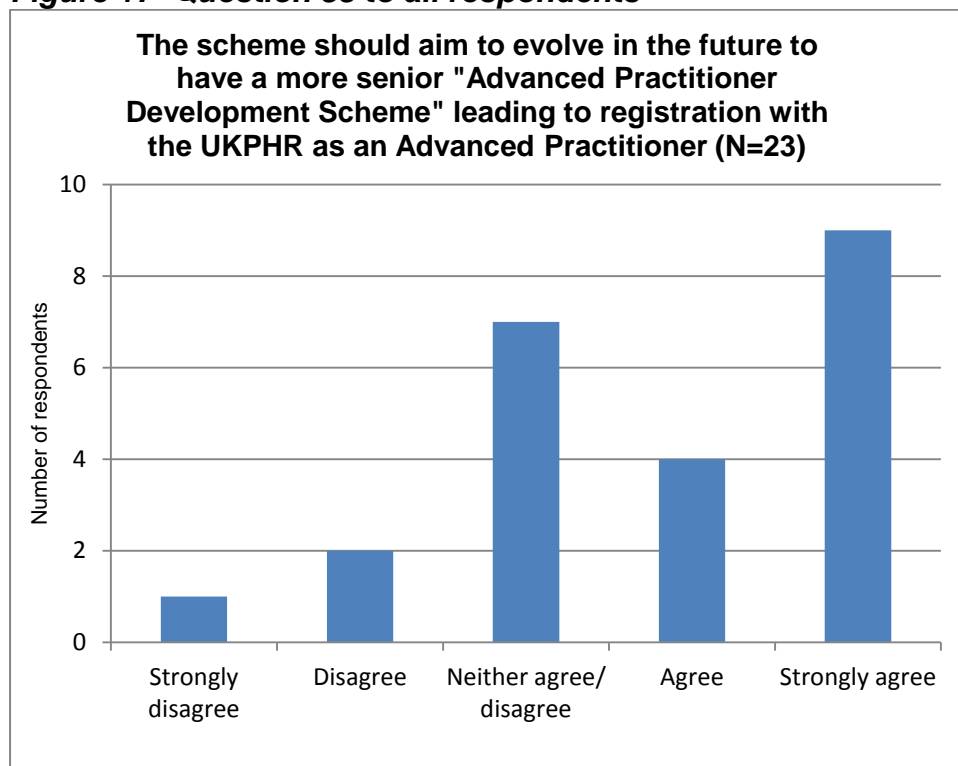 The scheme should aim to evolve in the future to
have a more senior "Advanced Practitioner
Development Scheme" leading to registration with
the UKPHR as an Advanced Practitioner (N=23)
10
8
6
4
2
0
Number of respondents
Strongly
disagree
Disagree
Neither agree/
disagree
Agree
Strongly agree